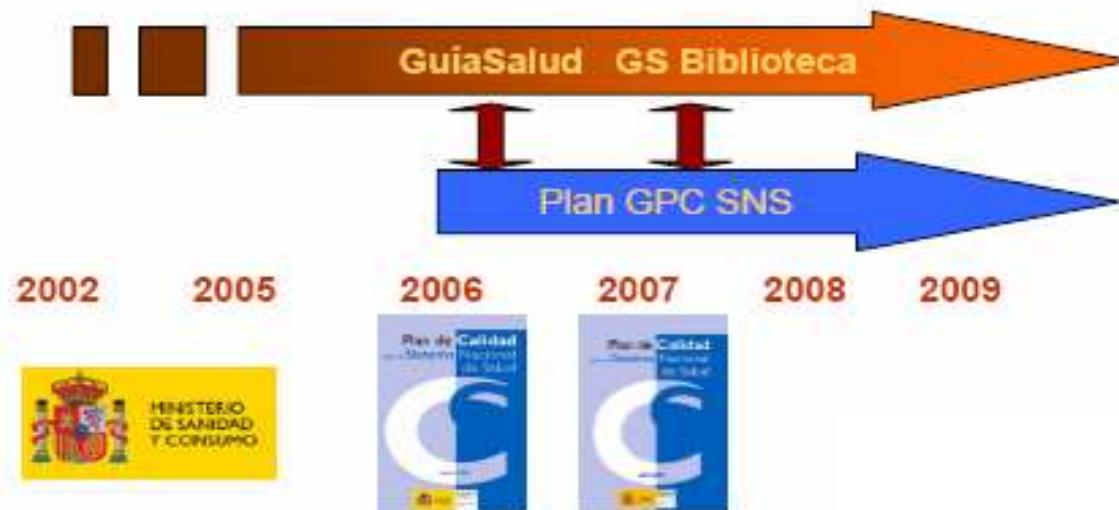 GuíaSalud GS Biblioteca
Plan GPC SNS
2002 2005 2006 2007 2008 2009
MINISTERIO
DE SANIDAD
Y CONSUMO
Plan de Calidad
Sistema Nacional
de Salud
Plan de Calidad
Sistema Nacional
de Salud